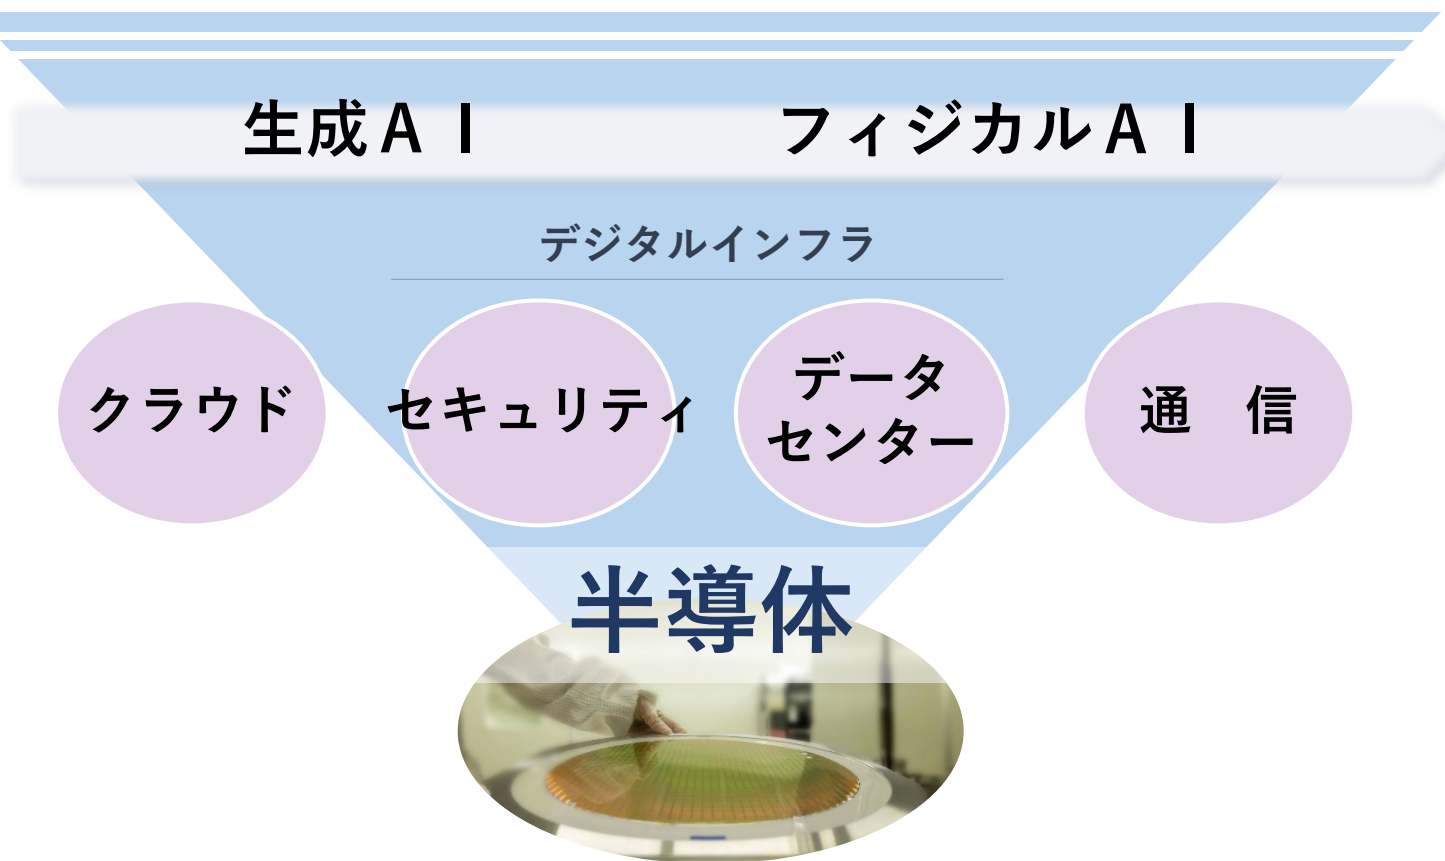 生成ＡＩ　フィジカルＡＩ
デジタルインフラ
クラウド
セキュリティ
データ
センター
通　信
半導体